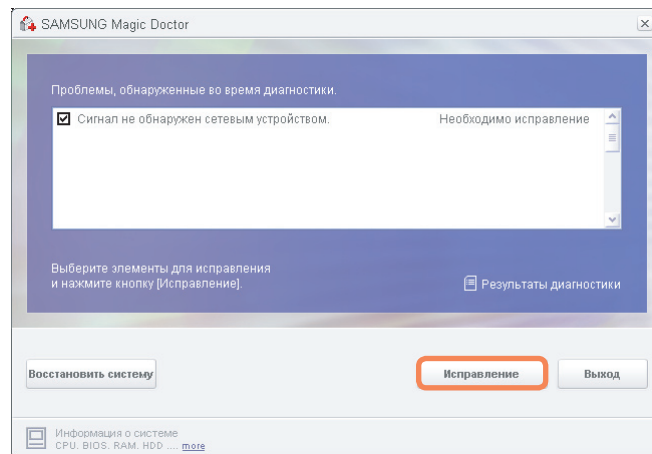 SAMSUNG Magic Doctor
Проблемы, обнаруженные во время диагностики.
Сигнал не обнаружен сетевым устройством. Необходимо исправление
Выберите элементы для исправления
и нажмите кнопку [Исправление].
Результаты диагностики
Восстановить систему Исправление Выход
Информация о системе
CPU. BIOS. RAM. HDD .... more